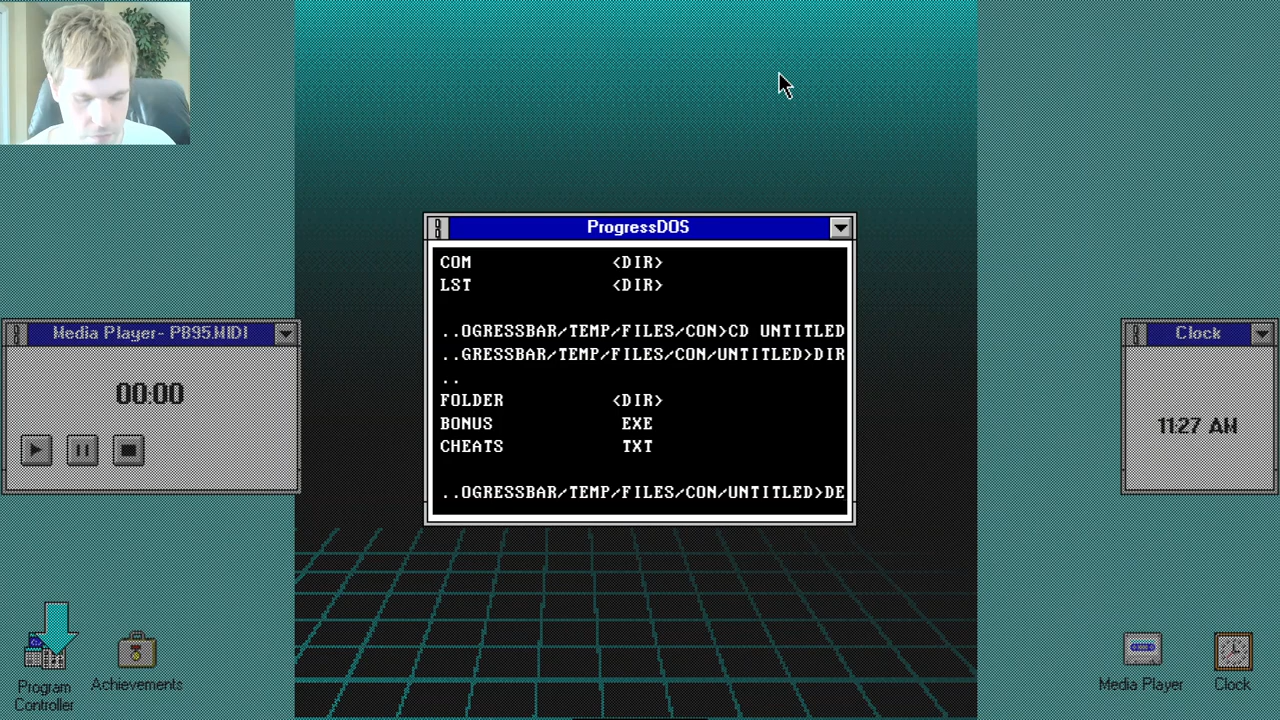 ProgressDOS
COM <DIR>
LST <DIR>
..OGRESSBAR/TEMP/FILES/CON>CD UNTITLED
..GRESSBAR/TEMP/FILES/CON/UNTITLED>DIR
..
FOLDER <DIR>
BONUS EXE
CHEATS TXT
..OGRESSBAR/TEMP/FILES/CON/UNTITLED>DE
Media Player- PB95.MIDI
00:00
Clock
11:27 AM
Program
Controller
Achievements
Media Player
Clock